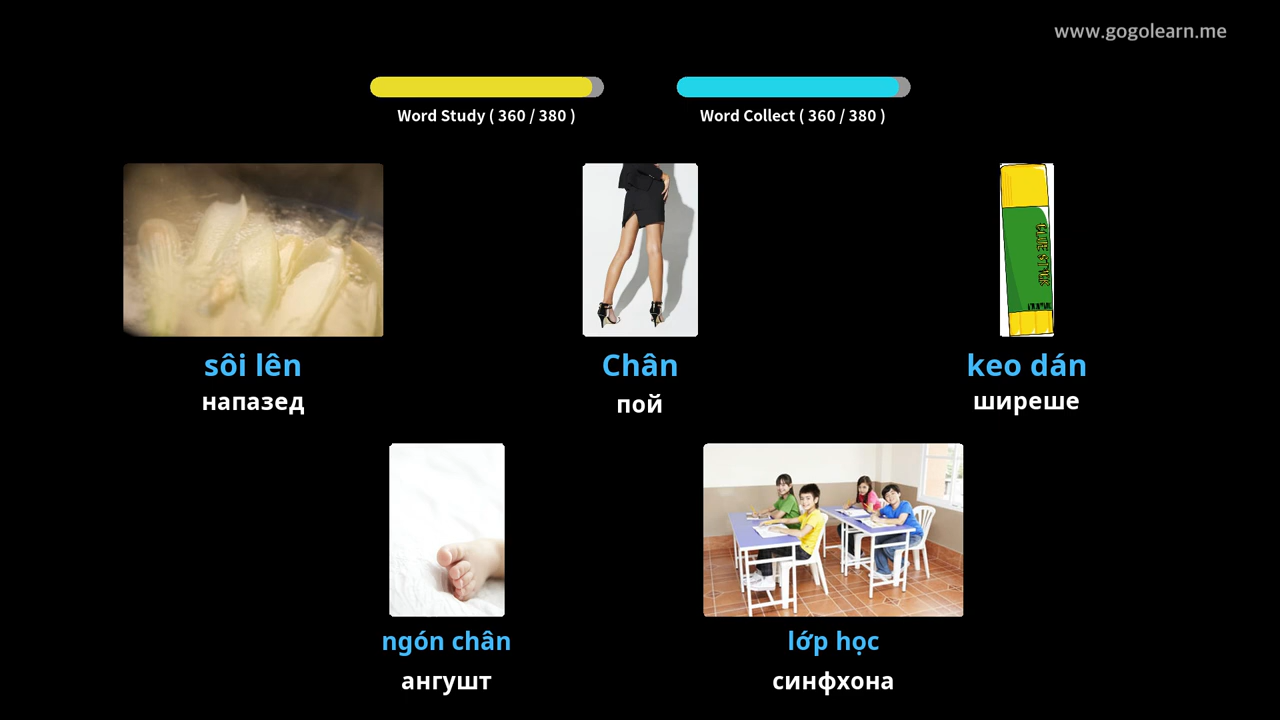 www.gogolearn.me
Word Study ( 360 / 380 )
Word Collect ( 360 / 380 )
sôi lên
Chân
keo dán
напазед
пой
ширеше
ngón chân
lớp học
ангушт
синфхона